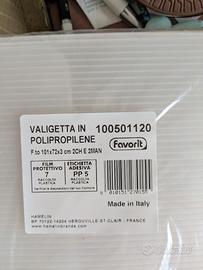 VALIGETTA IN 100501120
POLIPROPILENE
F.to 101x72x3 cm 2CH E 2MAN
Favorit
FILM PROTETTIVO
7
RACCOLTA PLASTICA
ETICHETTA ADESIVA
PP 5
RACCOLTA PLASTICA
Made in Italy
HAMELIN
BP 70132 - 14204 HEROUVILLE-ST-CLAIR - FRANCE
www.hamelinbrands.com